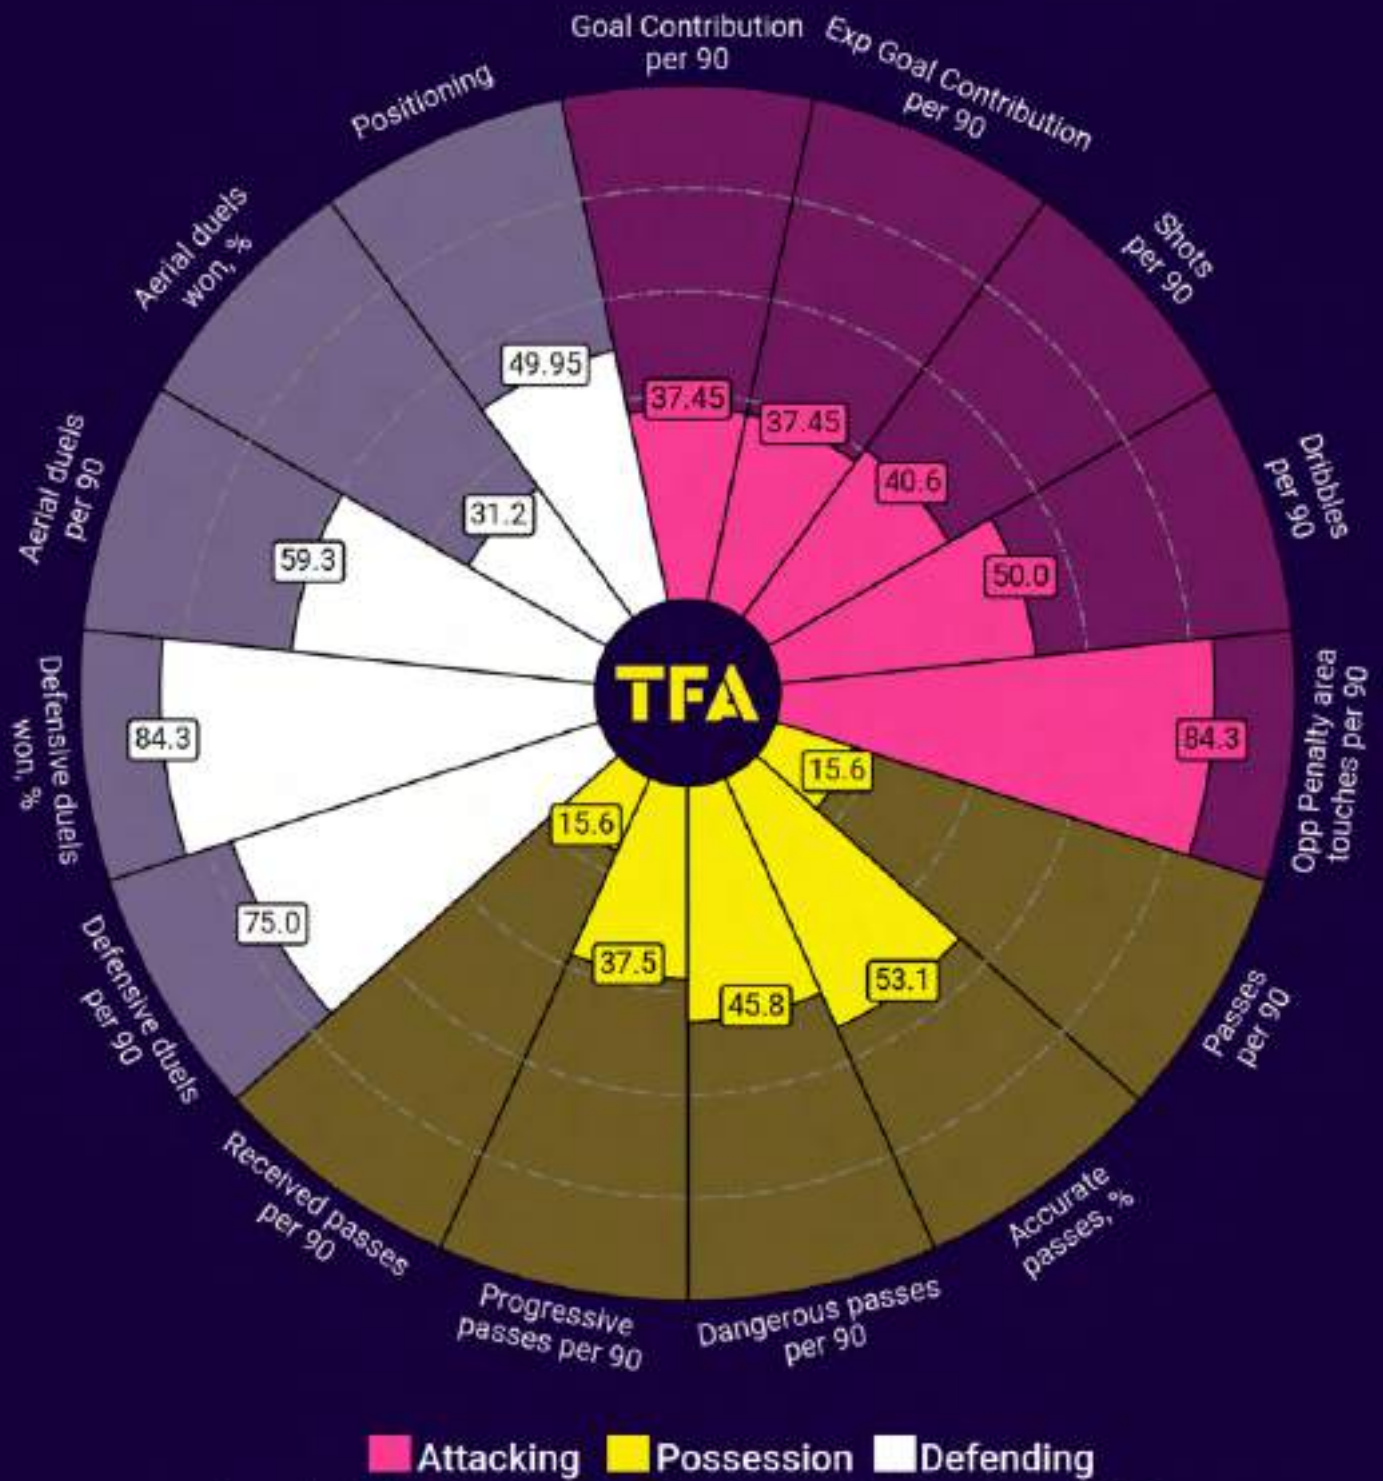 Goal Contribution
per 90
Exp Goal Contribution
per 90
Shots
per 90
Dribbles
per 90
Opp Penalty area
touches per 90
Passes
per 90
Accurate
passes, %
Dangerous passes
per 90
Progressive
passes per 90
Received passes
per 90
Defensive duels
per 90
Defensive duels
won, %
Aerial duels
per 90
Aerial duels
won, %
Positioning
37.45
37.45
40.6
50.0
84.3
15.6
53.1
45.8
37.5
15.6
75.0
84.3
59.3
31.2
49.95
TFA
Attacking Possession Defending